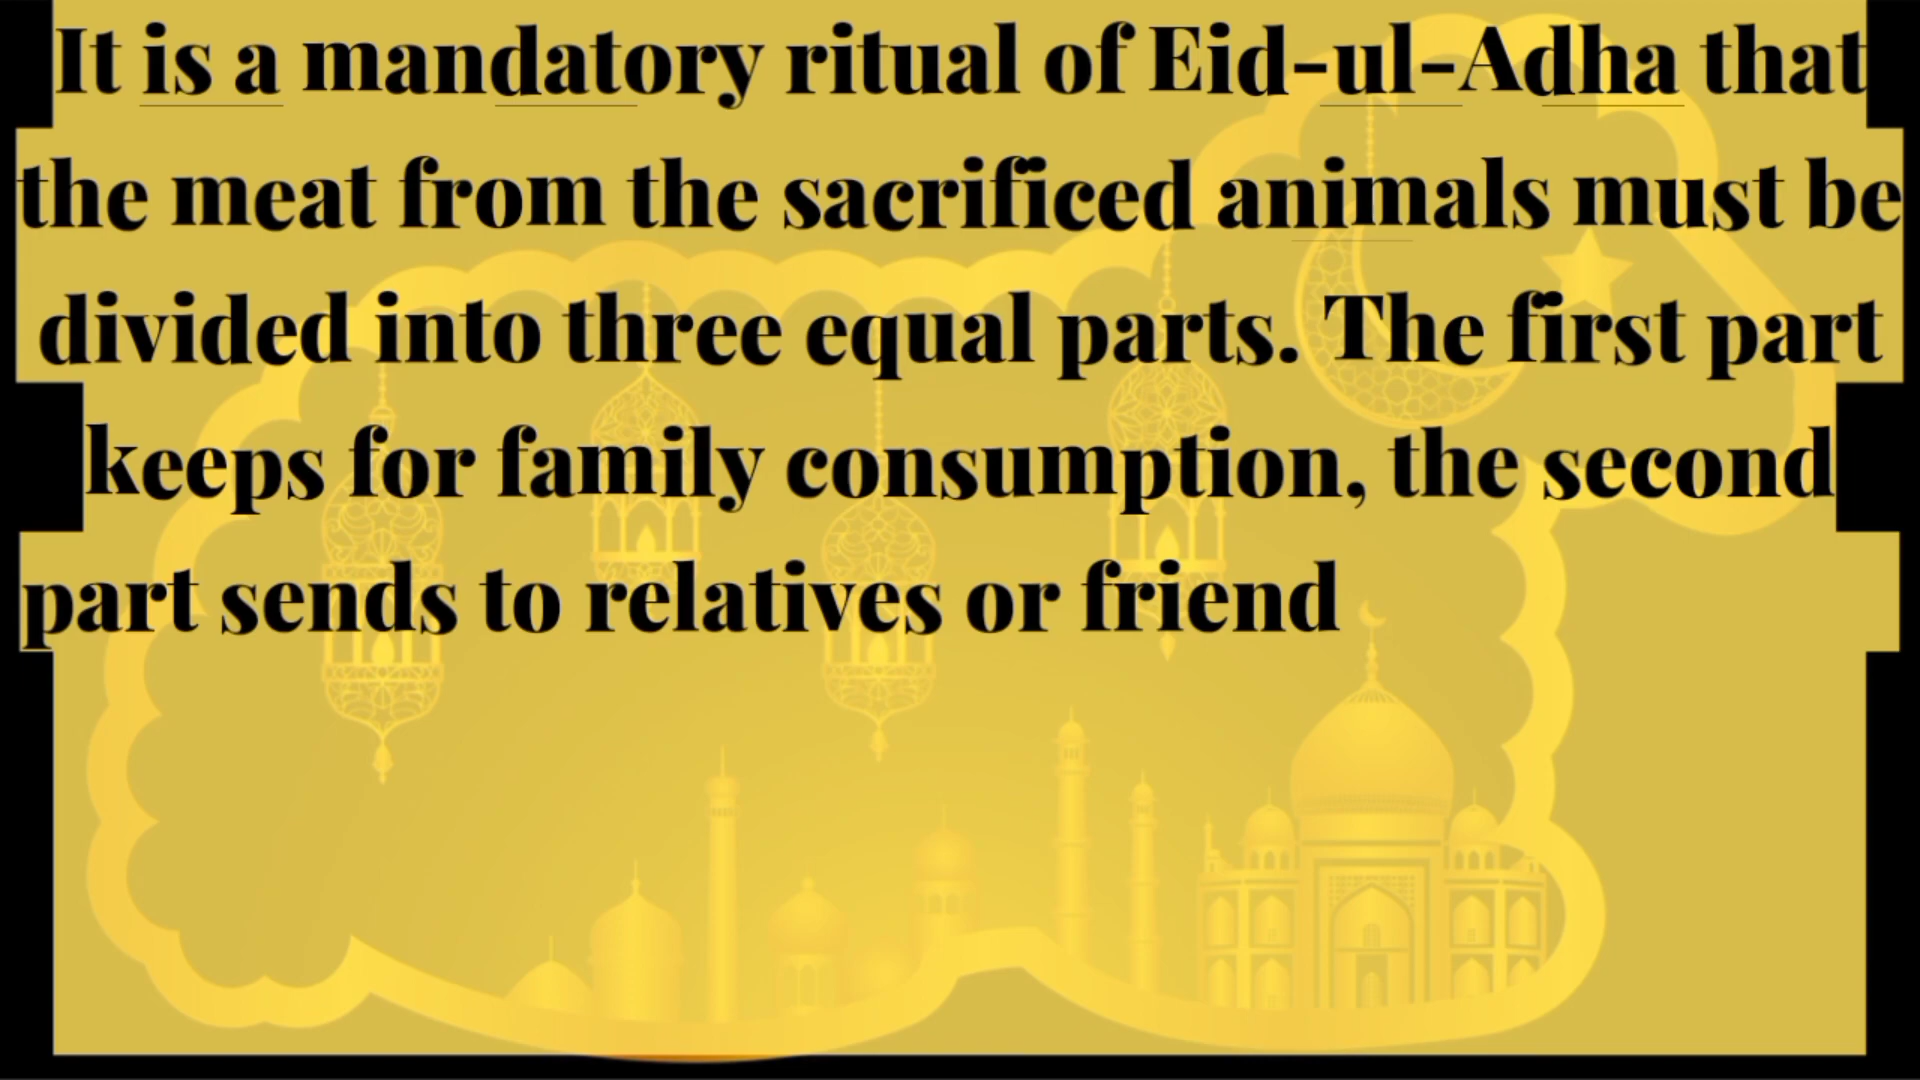 It is a mandatory ritual of Eid-ul-Adha that
the meat from the sacrificed animals must be
divided into three equal parts. The first part
keeps for family consumption, the second
part sends to relatives or friend